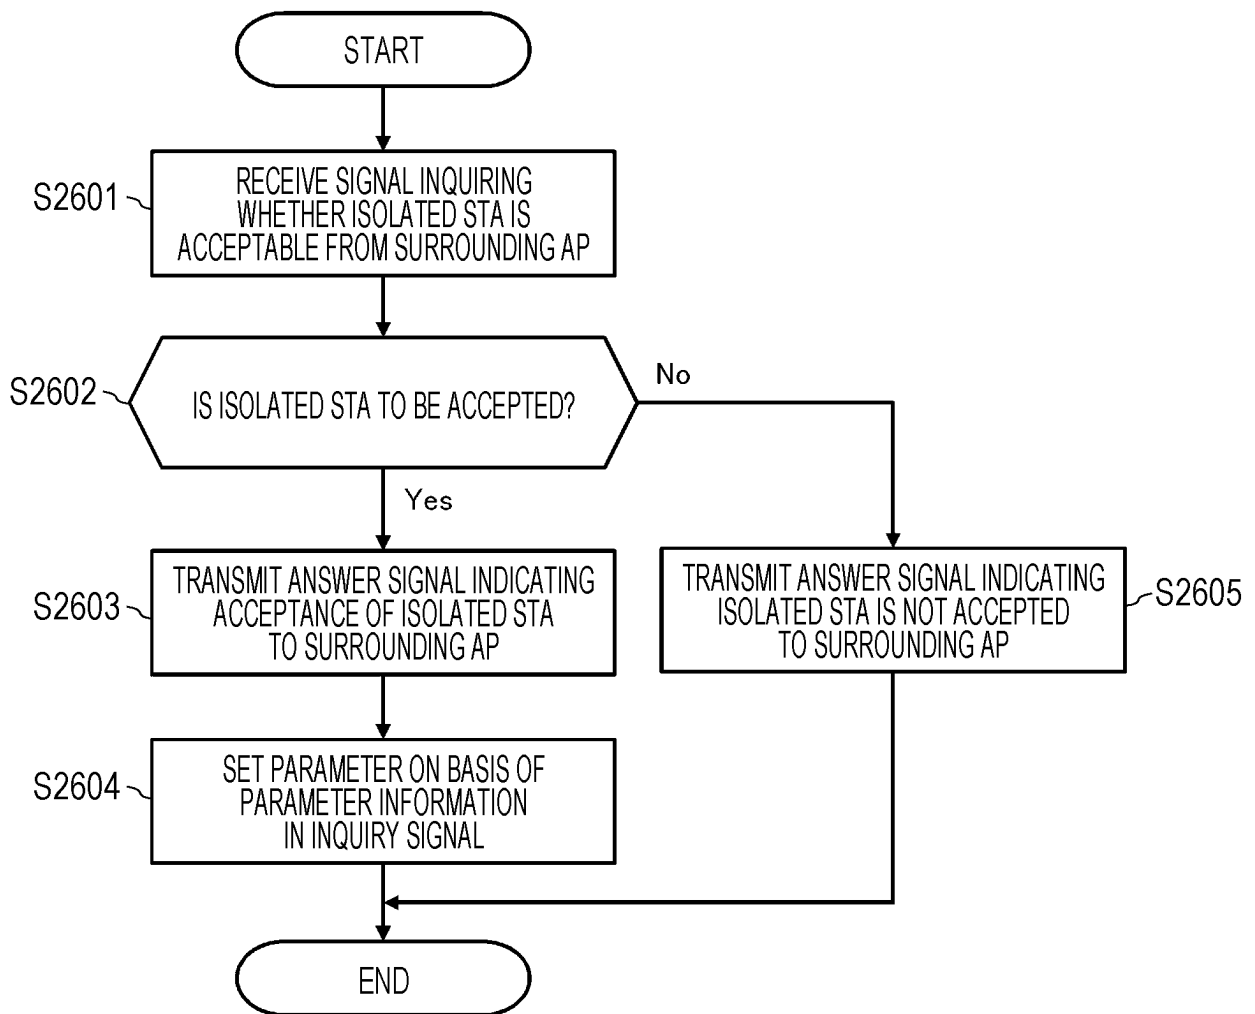 START
S2601
RECEIVE SIGNAL INQUIRING
WHETHER ISOLATED STA IS
ACCEPTABLE FROM SURROUNDING AP
S2602
IS ISOLATED STA TO BE ACCEPTED?
No
Yes
S2603
TRANSMIT ANSWER SIGNAL INDICATING
ACCEPTANCE OF ISOLATED STA
TO SURROUNDING AP
TRANSMIT ANSWER SIGNAL INDICATING
ISOLATED STA IS NOT ACCEPTED
TO SURROUNDING AP
S2605
S2604
SET PARAMETER ON BASIS OF
PARAMETER INFORMATION
IN INQUIRY SIGNAL
END